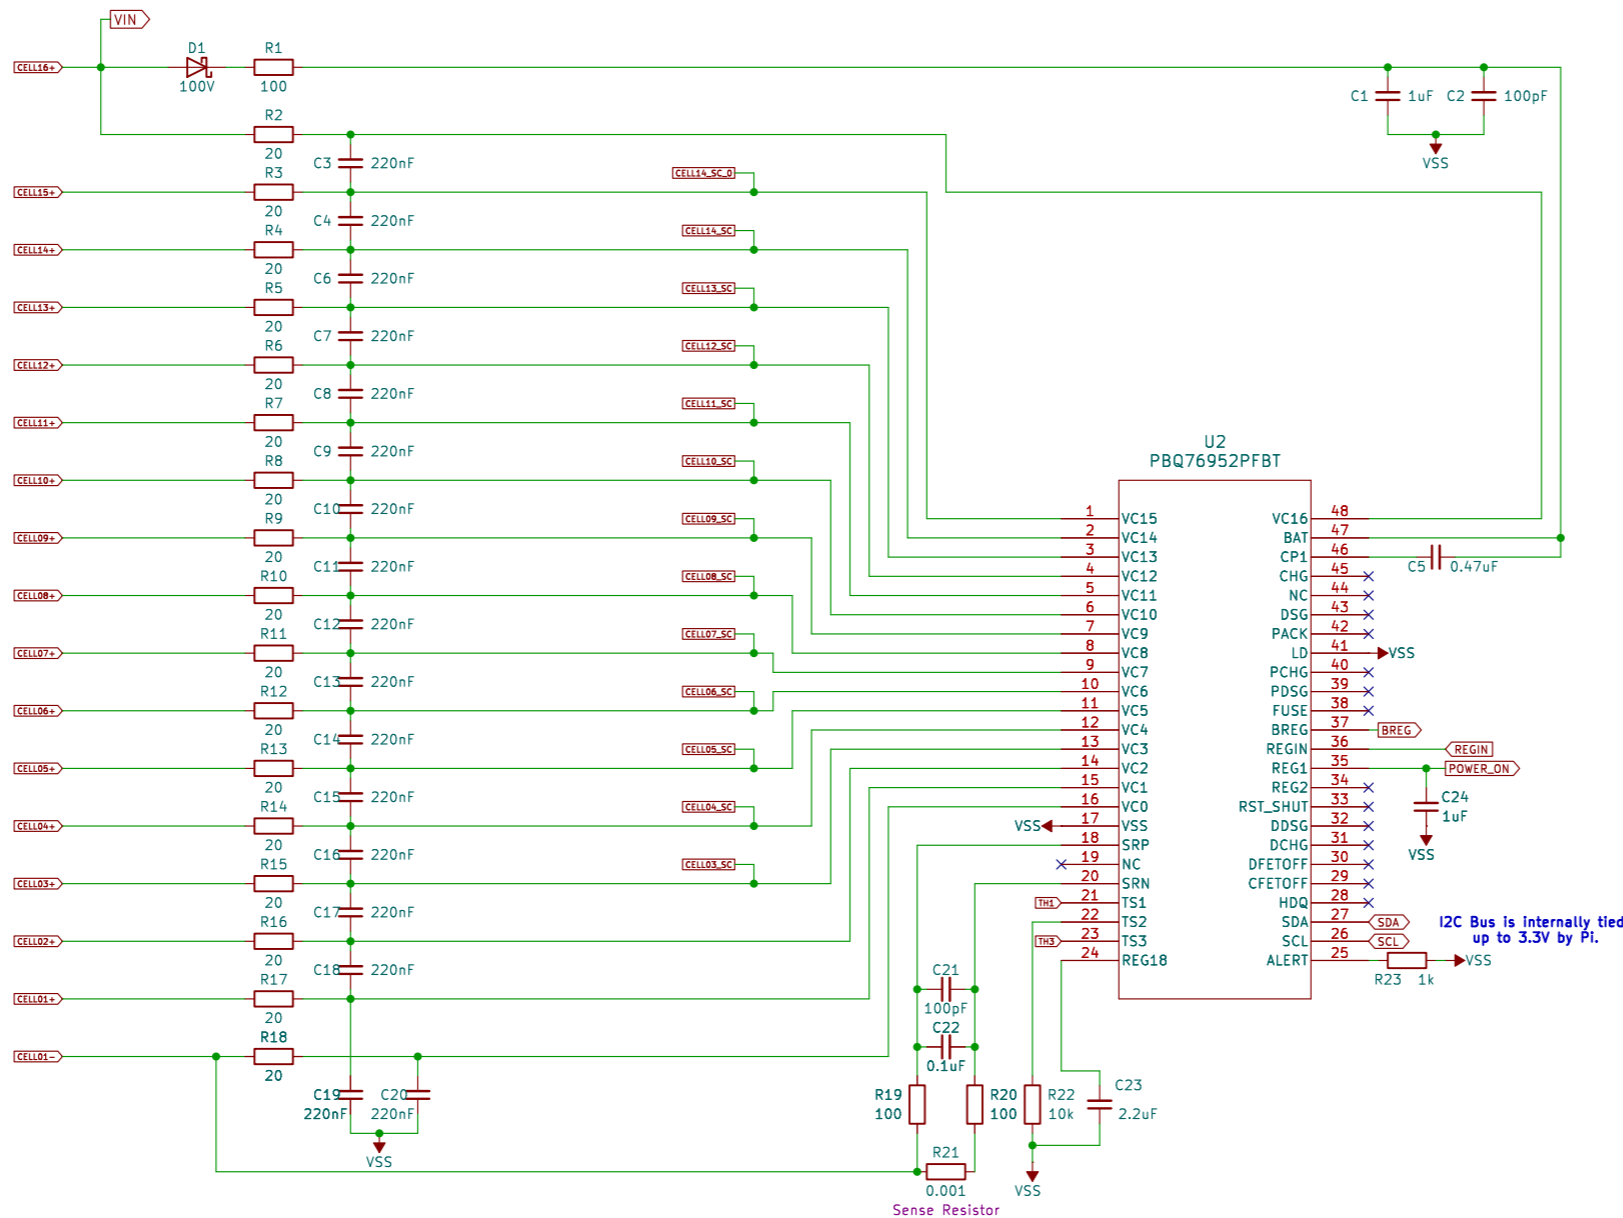 VIN
CELL16+
D1
100V
R1
100
C1
1uF
C2
100pF
VSS
R2
20
C3
220nF
CELL15+
R3
20
CELL14_SC_0
C4
220nF
CELL14+
R4
20
CELL14_SC
C6
220nF
CELL13+
R5
20
CELL13_SC
C7
220nF
CELL12+
R6
20
CELL12_SC
C8
220nF
CELL11+
R7
20
CELL11_SC
C9
220nF
CELL10+
R8
20
CELL10_SC
C10
220nF
CELL09+
R9
20
CELL09_SC
C11
220nF
CELL08+
R10
20
CELL08_SC
C12
220nF
CELL07+
R11
20
CELL07_SC
C13
220nF
CELL06+
R12
20
CELL06_SC
C14
220nF
CELL05+
R13
20
CELL05_SC
C15
220nF
CELL04+
R14
20
CELL04_SC
C16
220nF
CELL03+
R15
20
CELL03_SC
C17
220nF
CELL02+
R16
20
C18
220nF
CELL01+
R17
20
CELL01-
R18
20
C19
220nF
C20
220nF
VSS
U2
PBQ76952PFBT
1 VC15
2 VC14
3 VC13
4 VC12
5 VC11
6 VC10
7 VC9
8 VC8
9 VC7
10 VC6
11 VC5
12 VC4
13 VC3
14 VC2
15 VC1
16 VC0
VSS 17 VSS
18 SRP
19 NC
20 SRN
TH1 21 TS1
22 TS2
TH3 23 TS3
24 REG18
VC16 48
BAT 47
CP1 46
C5 0.47uF
CHG 45
NC 44
DSG 43
PACK 42
LD 41 VSS
PCHG 40
PDSG 39
FUSE 38
BREG 37 BREG
REGIN 36 REGIN
REG1 35 POWER_ON
REG2 34
RST_SHUT 33
DDSG 32
DCHG 31
DFETOFF 30
CFETOFF 29
HDQ 28
SDA 27 SDA
SCL 26 SCL
ALERT 25
R23 1k
VSS
C24
1uF
VSS
I2C Bus is internally tied
up to 3.3V by Pi.
C21
100pF
C22
0.1uF
R19
100
R20
100
R22
10k
C23
2.2uF
VSS
R21
0.001
Sense Resistor